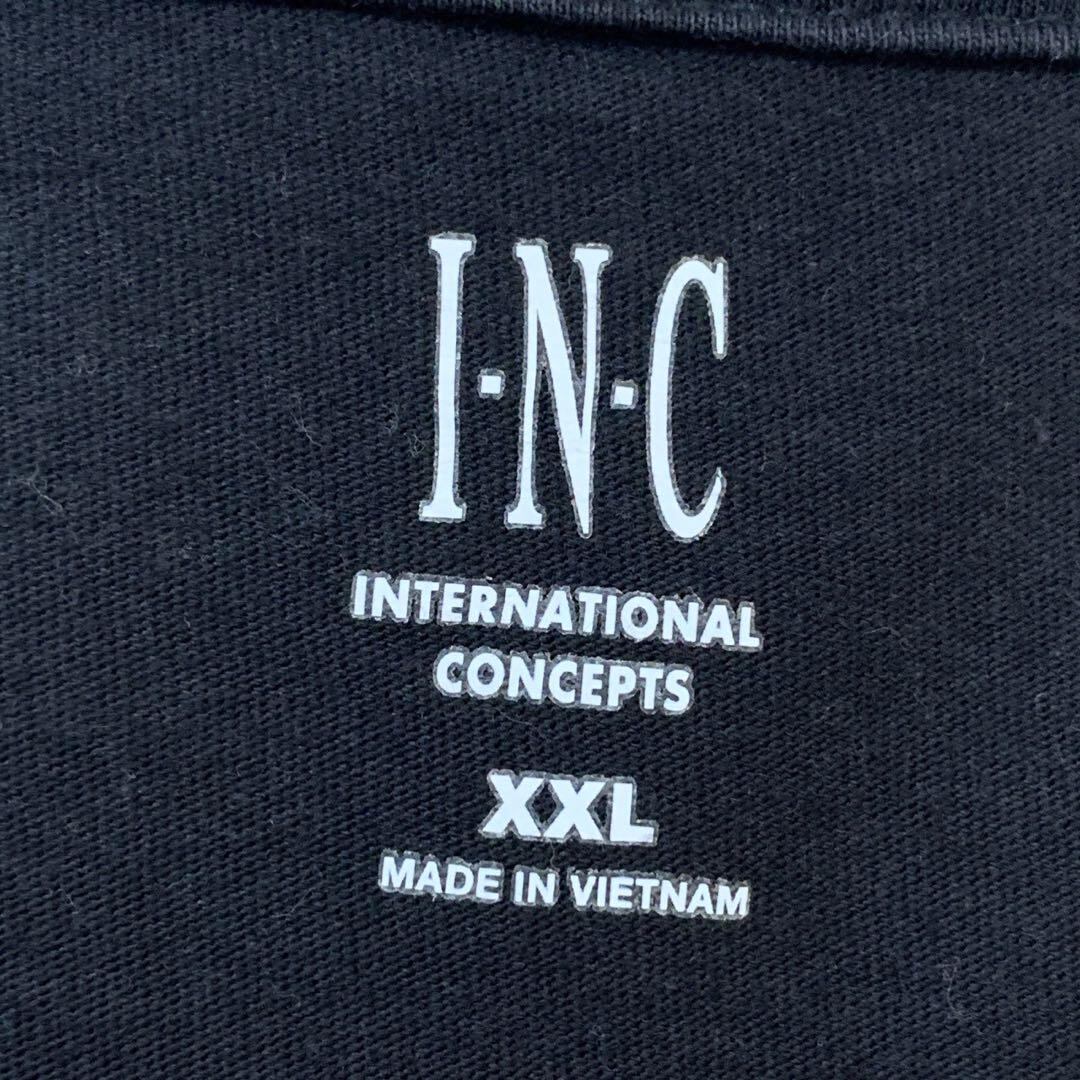 I·N·C
INTERNATIONAL
CONCEPTS
XXL
MADE IN VIETNAM